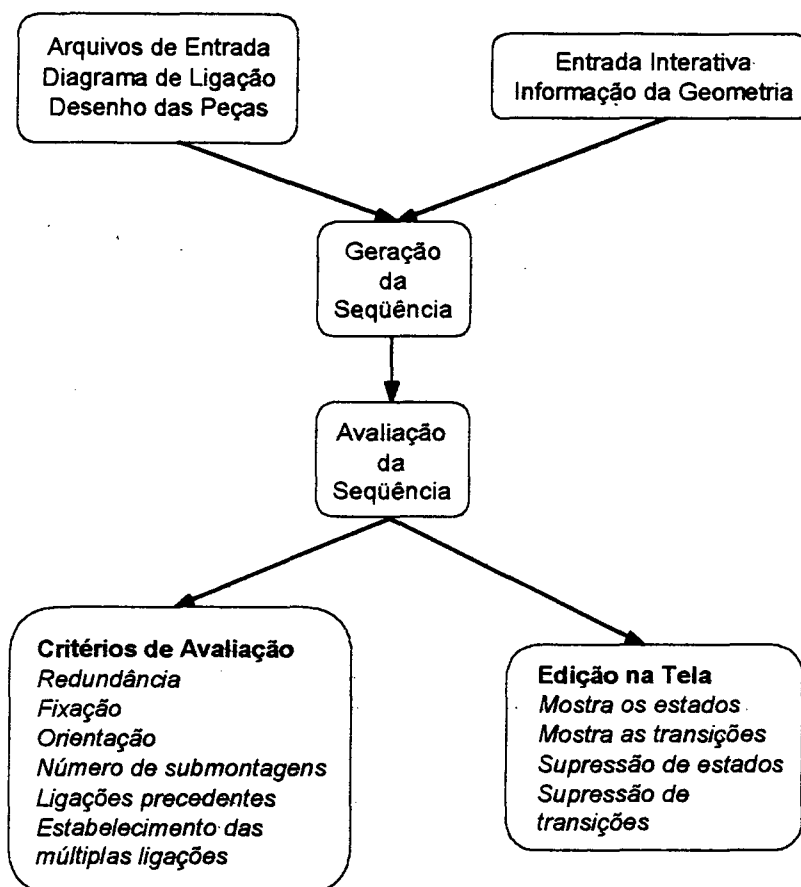 Arquivos de Entrada
Diagrama de Ligação
Desenho das Peças
Entrada Interativa
Informação da Geometria
Geração
da
Seqüência
Avaliação
da
Seqüência
Critérios de Avaliação
Redundância
Fixação
Orientação
Número de submontagens
Ligações precedentes
Estabelecimento das
múltiplas ligações
Edição na Tela
Mostra os estados
Mostra as transições
Supressão de estados
Supressão de
transições